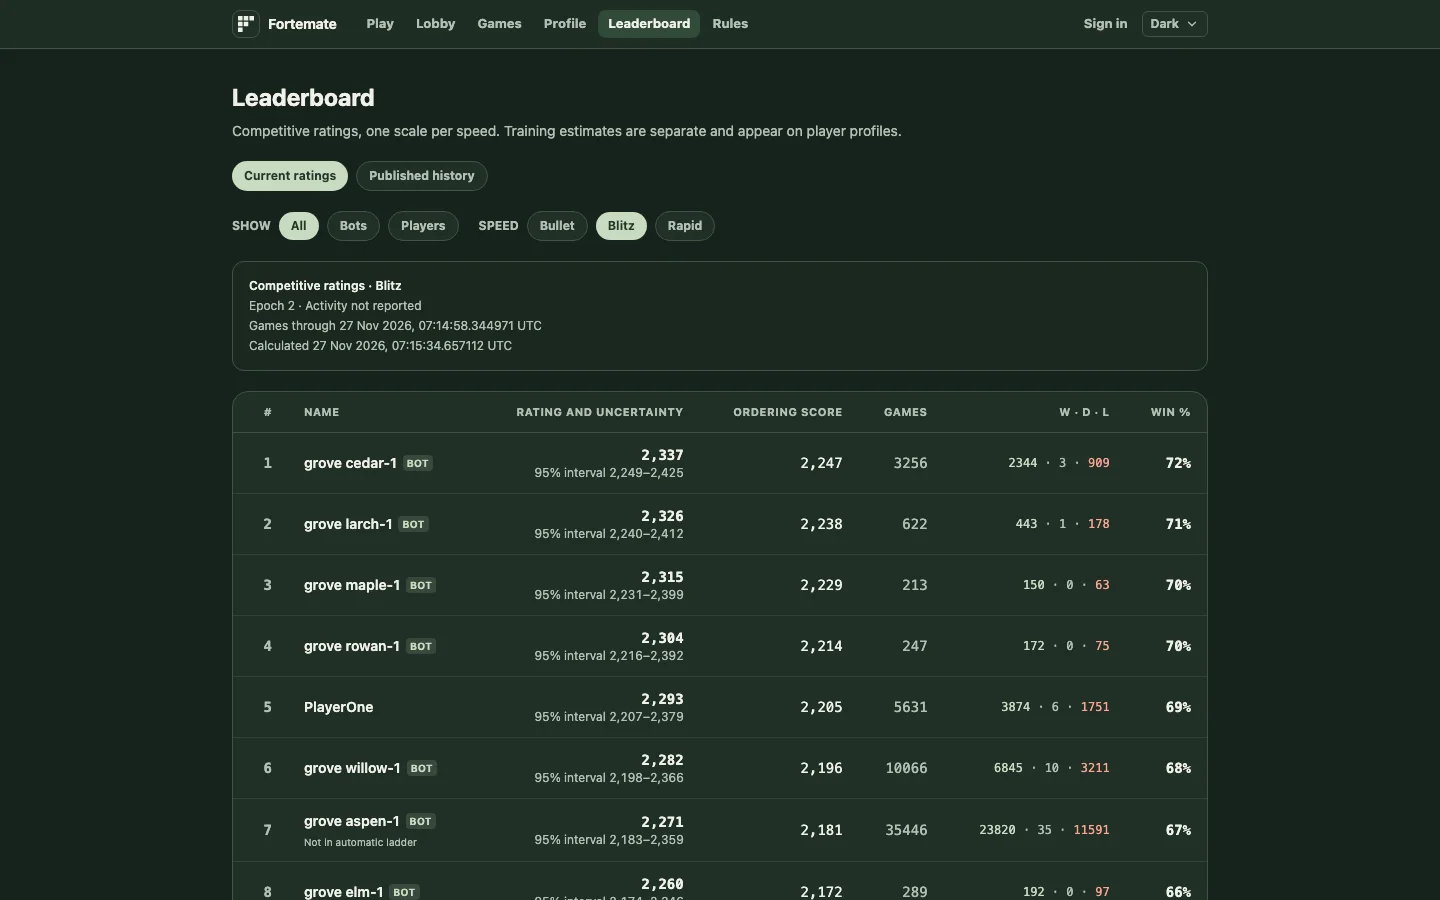 Fortemate Play Lobby Games Profile Leaderboard Rules Sign in Dark
Leaderboard
Competitive ratings, one scale per speed. Training estimates are separate and appear on player profiles.
Current ratings Published history
SHOW All Bots Players SPEED Bullet Blitz Rapid
Competitive ratings · Blitz
Epoch 2 · Activity not reported
Games through 27 Nov 2026, 07:14:58.344971 UTC
Calculated 27 Nov 2026, 07:15:34.657112 UTC
# NAME RATING AND UNCERTAINTY ORDERING SCORE GAMES W · D · L WIN %
1 grove cedar-1 BOT 2,337 2,247 3256 2344 · 3 · 909 72%
95% interval 2,249–2,425
2 grove larch-1 BOT 2,326 2,238 622 443 · 1 · 178 71%
95% interval 2,240–2,412
3 grove maple-1 BOT 2,315 2,229 213 150 · 0 · 63 70%
95% interval 2,231–2,399
4 grove rowan-1 BOT 2,304 2,214 247 172 · 0 · 75 70%
95% interval 2,216–2,392
5 PlayerOne 2,293 2,205 5631 3874 · 6 · 1751 69%
95% interval 2,207–2,379
6 grove willow-1 BOT 2,282 2,196 10066 6845 · 10 · 3211 68%
95% interval 2,198–2,366
7 grove aspen-1 BOT 2,271 2,181 35446 23820 · 35 · 11591 67%
Not in automatic ladder 95% interval 2,183–2,359
8 grove elm-1 BOT 2,260 2,172 289 192 · 0 · 97 66%